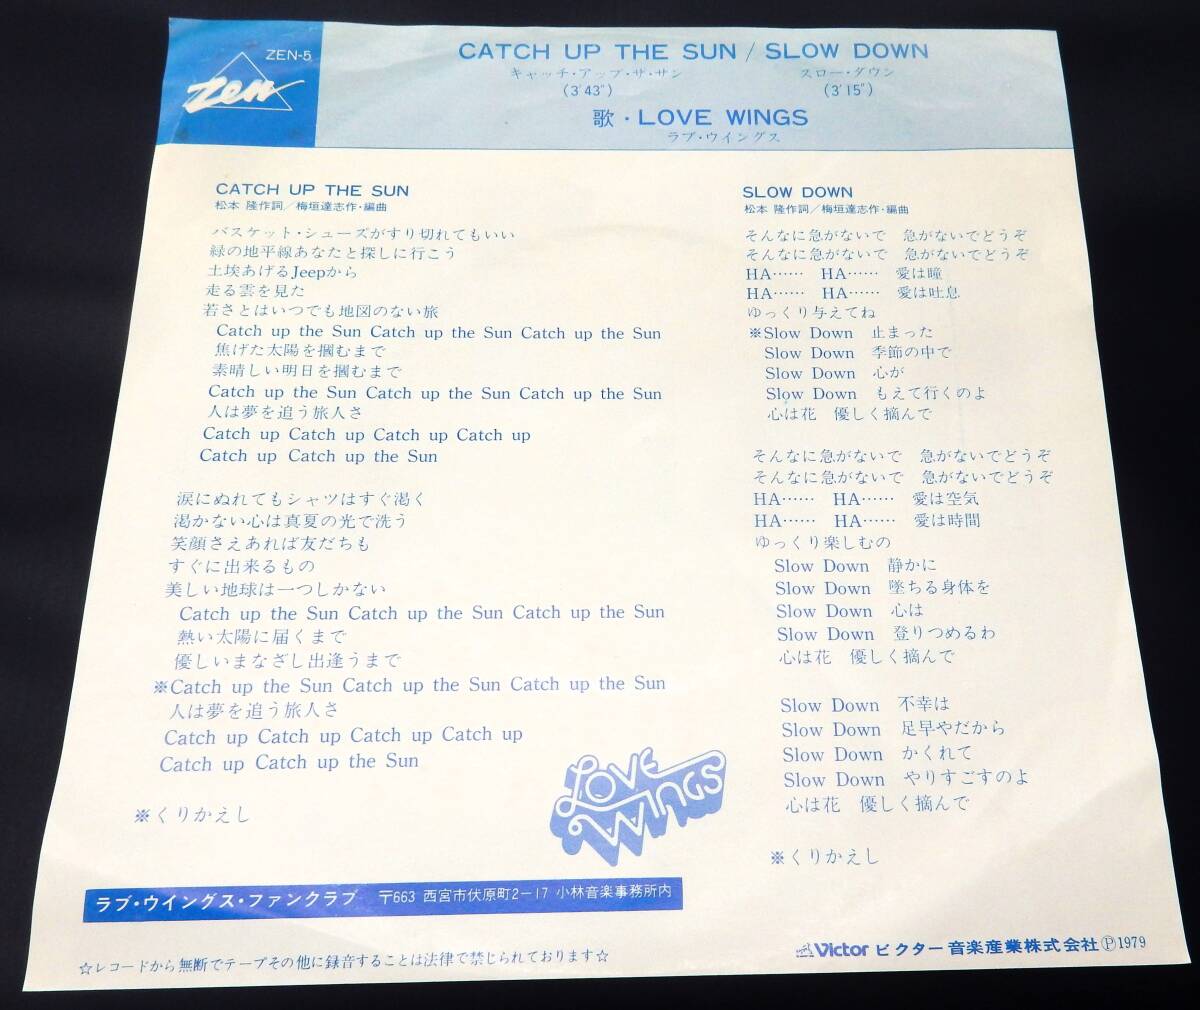 ZEN-5
Zen
CATCH UP THE SUN / SLOW DOWN
キャッチ・アップ・ザ・サン スロー・ダウン
(3'43") (3'15")
歌・LOVE WINGS
ラブ・ウイングス
CATCH UP THE SUN
松本 隆作詞／梅垣達志作・編曲
バスケット・シューズがすり切れてもいい
緑の地平線あなたと探しに行こう
土埃あげるJeepから
走る雲を見た
若さとはいつでも地図のない旅
Catch up the Sun Catch up the Sun Catch up the Sun
焦げた太陽を摑むまで
素晴しい明日を摑むまで
Catch up the Sun Catch up the Sun Catch up the Sun
人は夢を追う旅人さ
Catch up Catch up Catch up Catch up
Catch up Catch up the Sun
涙にぬれてもシャツはすぐ渇く
渇かない心は真夏の光で洗う
笑顔さえあれば友だちも
すぐに出来るもの
美しい地球は一つしかない
Catch up the Sun Catch up the Sun Catch up the Sun
熱い太陽に届くまで
優しいまなざし出逢うまで
※Catch up the Sun Catch up the Sun Catch up the Sun
人は夢を追う旅人さ
Catch up Catch up Catch up Catch up
Catch up Catch up the Sun
※くりかえし
SLOW DOWN
松本 隆作詞／梅垣達志作・編曲
そんなに急がないで 急がないでどうぞ
そんなに急がないで 急がないでどうぞ
HA…… HA…… 愛は瞳
HA…… HA…… 愛は吐息
ゆっくり与えてね
※Slow Down 止まった
Slow Down 季節の中で
Slow Down 心が
Slow Down もえて行くのよ
心は花 優しく摘んで
そんなに急がないで 急がないでどうぞ
そんなに急がないで 急がないでどうぞ
HA…… HA…… 愛は空気
HA…… HA…… 愛は時間
ゆっくり楽しむの
Slow Down 静かに
Slow Down 墜ちる身体を
Slow Down 心は
Slow Down 登りつめるわ
心は花 優しく摘んで
Slow Down 不幸は
Slow Down 足早やだから
Slow Down かくれて
Slow Down やりすごすのよ
心は花 優しく摘んで
※くりかえし
LOVE WINGS
ラブ・ウイングス・ファンクラブ 〒663 西宮市伏原町2−17 小林音楽事務所内
☆レコードから無断でテープその他に録音することは法律で禁じられております☆
Victor ビクター音楽産業株式会社Ⓟ1979